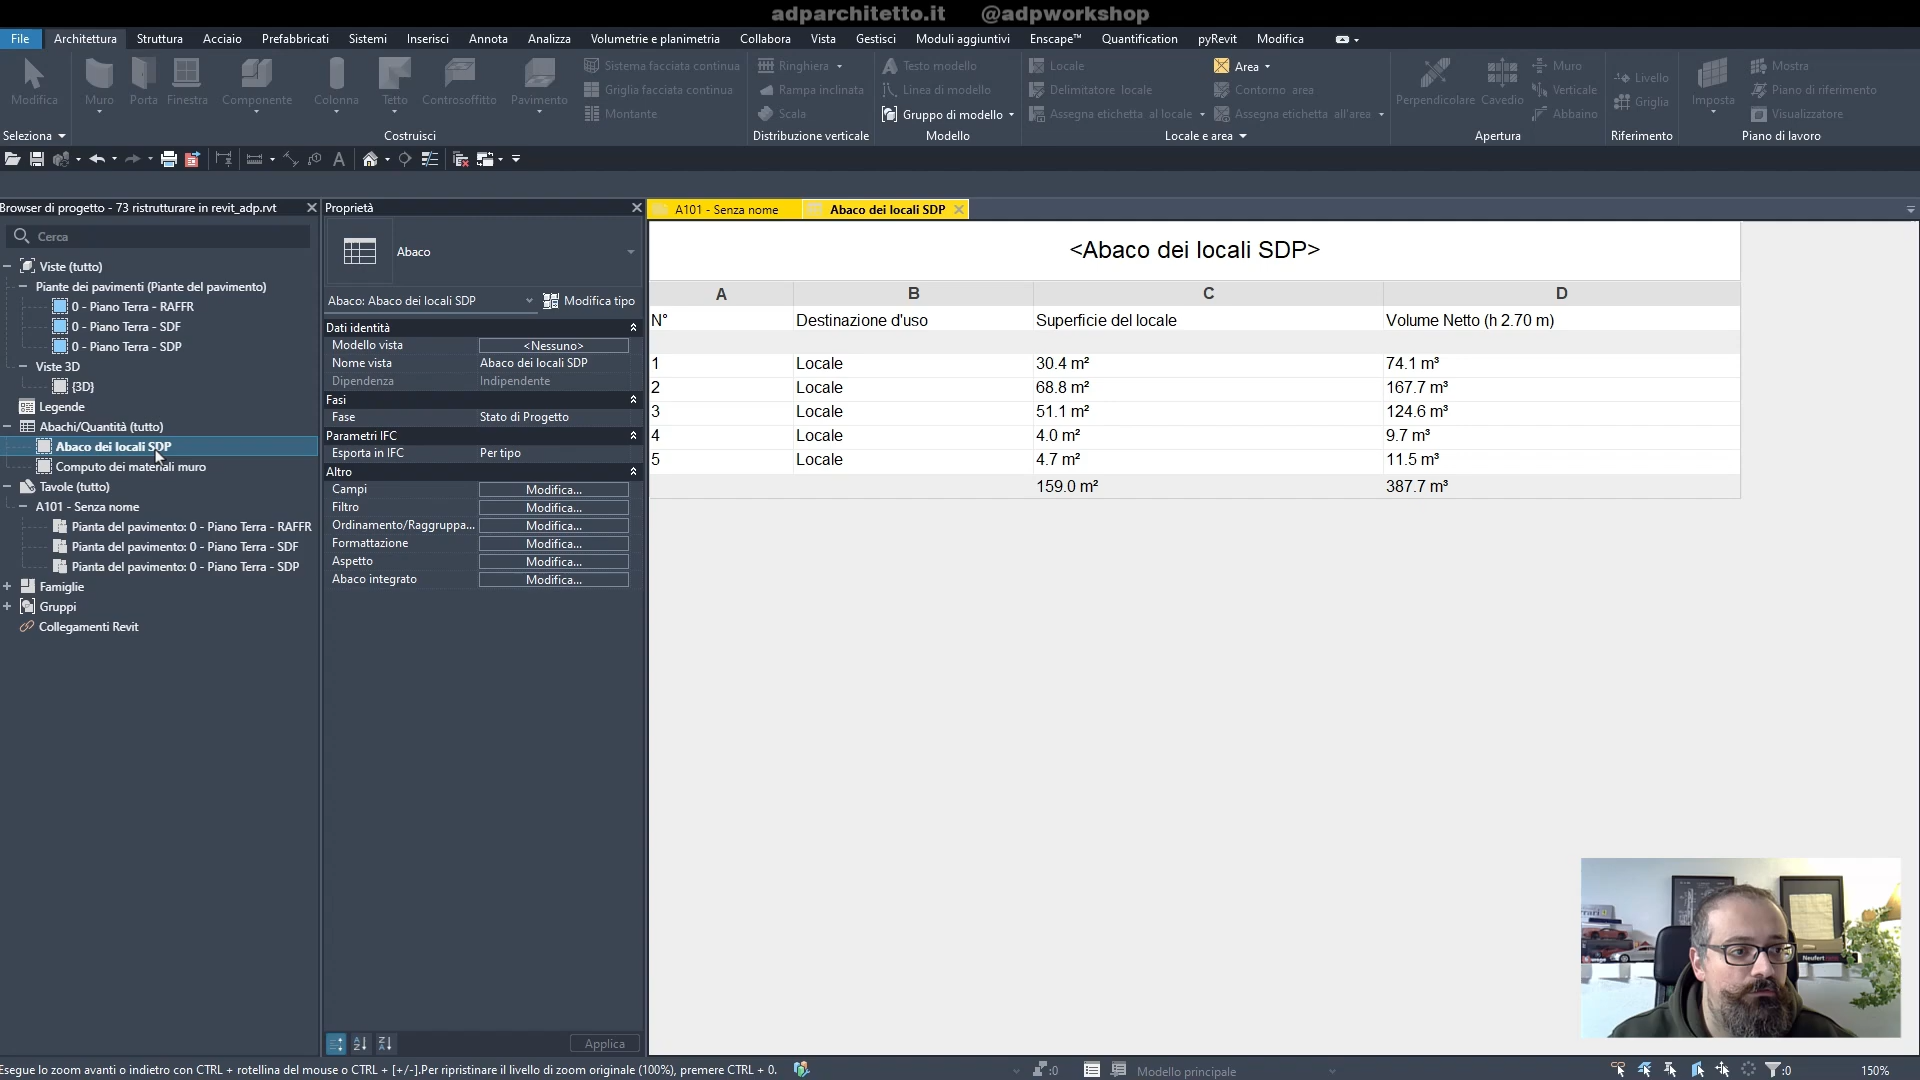 adparchitetto.it @adpworkshop
File Architettura Struttura Acciaio Prefabbricati Sistemi Inserisci Annota Analizza Volumetrie e planimetria Collabora Vista Gestisci Moduli aggiuntivi Enscape™ Quantification pyRevit Modifica
Modifica Muro Porta Finestra Componente Colonna Tetto Controsoffitto Pavimento
Sistema facciata continua
Griglia facciata continua
Montante
Ringhiera
Rampa inclinata
Scala
Testo modello
Linea di modello
Gruppo di modello
Locale
Delimitatore locale
Assegna etichetta al locale
Area
Contorno area
Assegna etichetta all'area
Perpendicolare Cavedio
Muro
Verticale
Abbaino
Livello
Griglia
Imposta
Mostra
Piano di riferimento
Visualizzatore
Seleziona Costruisci Distribuzione verticale Modello Locale e area Apertura Riferimento Piano di lavoro
Browser di progetto - 73 ristrutturare in revit_adp.rvt
Cerca
Viste (tutto)
Piante dei pavimenti (Piante del pavimento)
0 - Piano Terra - RAFFR
0 - Piano Terra - SDF
0 - Piano Terra - SDP
Viste 3D
{3D}
Legende
Abachi/Quantità (tutto)
Abaco dei locali SDP
Computo dei materiali muro
Tavole (tutto)
A101 - Senza nome
Pianta del pavimento: 0 - Piano Terra - RAFFR
Pianta del pavimento: 0 - Piano Terra - SDF
Pianta del pavimento: 0 - Piano Terra - SDP
Famiglie
Gruppi
Collegamenti Revit
Proprietà
Abaco
Abaco: Abaco dei locali SDP Modifica tipo
Dati identità
Modello vista <Nessuno>
Nome vista Abaco dei locali SDP
Dipendenza Indipendente
Fasi
Fase Stato di Progetto
Parametri IFC
Esporta in IFC Per tipo
Altro
Campi Modifica...
Filtro Modifica...
Ordinamento/Raggruppa... Modifica...
Formattazione Modifica...
Aspetto Modifica...
Abaco integrato Modifica...
Applica
A101 - Senza nome Abaco dei locali SDP
<Abaco dei locali SDP>
A B C D
N° Destinazione d'uso Superficie del locale Volume Netto (h 2.70 m)
1 Locale 30.4 m² 74.1 m³
2 Locale 68.8 m² 167.7 m³
3 Locale 51.1 m² 124.6 m³
4 Locale 4.0 m² 9.7 m³
5 Locale 4.7 m² 11.5 m³
159.0 m² 387.7 m³
Neufert
Esegue lo zoom avanti o indietro con CTRL + rotellina del mouse o CTRL + [+/-].Per ripristinare il livello di zoom originale (100%), premere CTRL + 0. :0 Modello principale :0 150%